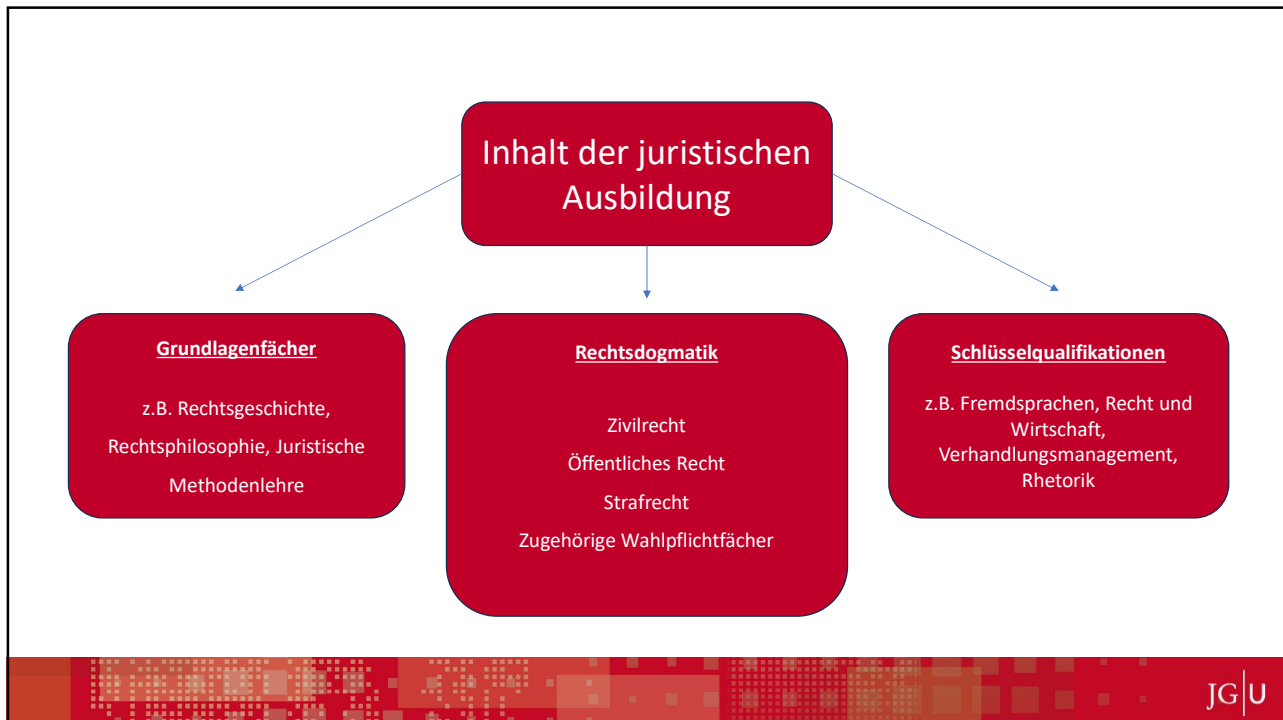 Inhalt der juristischen
Ausbildung
Grundlagenfächer
z.B. Rechtsgeschichte,
Rechtsphilosophie, Juristische
Methodenlehre
Rechtsdogmatik
Zivilrecht
Öffentliches Recht
Strafrecht
Zugehörige Wahlpflichtfächer
Schlüsselqualifikationen
z.B. Fremdsprachen, Recht und
Wirtschaft,
Verhandlungsmanagement,
Rhetorik
JG|U